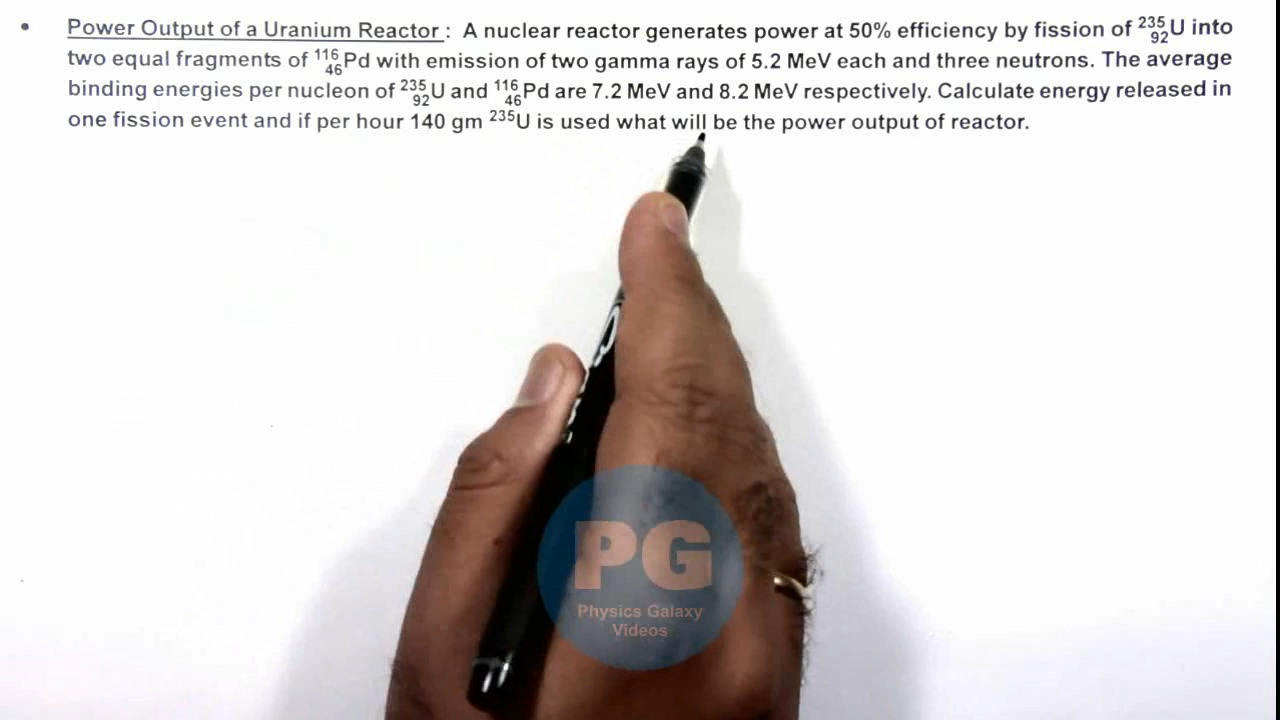 • Power Output of a Uranium Reactor : A nuclear reactor generates power at 50% efficiency by fission of ²³⁵₉₂U into
two equal fragments of ¹¹⁶₄₆Pd with emission of two gamma rays of 5.2 MeV each and three neutrons. The average
binding energies per nucleon of ²³⁵₉₂U and ¹¹⁶₄₆Pd are 7.2 MeV and 8.2 MeV respectively. Calculate energy released in
one fission event and if per hour 140 gm ²³⁵U is used what will be the power output of reactor.
PG
Physics Galaxy
Videos